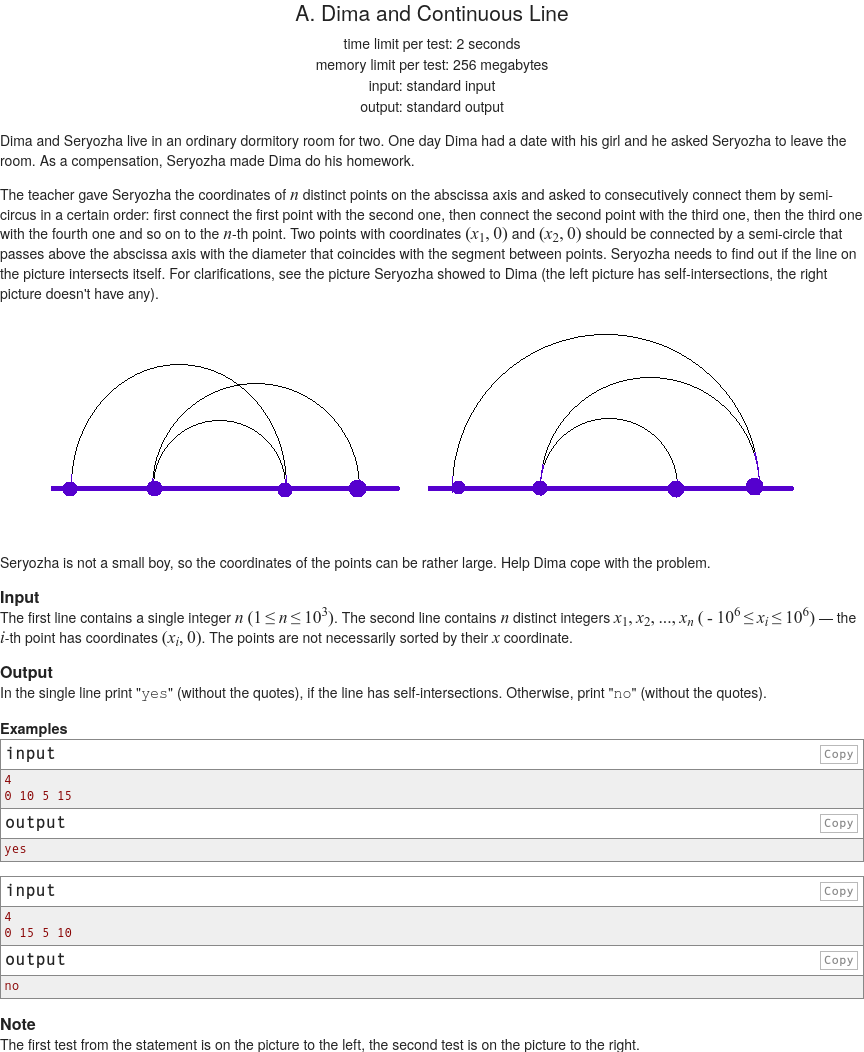 A. Dima and Continuous Line
time limit per test: 2 seconds
memory limit per test: 256 megabytes
input: standard input
output: standard output
Dima and Seryozha live in an ordinary dormitory room for two. One day Dima had a date with his girl and he asked Seryozha to leave the
room. As a compensation, Seryozha made Dima do his homework.
The teacher gave Seryozha the coordinates of n distinct points on the abscissa axis and asked to consecutively connect them by semi-
circus in a certain order: first connect the first point with the second one, then connect the second point with the third one, then the third one
with the fourth one and so on to the n-th point. Two points with coordinates (x1, 0) and (x2, 0) should be connected by a semi-circle that
passes above the abscissa axis with the diameter that coincides with the segment between points. Seryozha needs to find out if the line on
the picture intersects itself. For clarifications, see the picture Seryozha showed to Dima (the left picture has self-intersections, the right
picture doesn't have any).
Seryozha is not a small boy, so the coordinates of the points can be rather large. Help Dima cope with the problem.
Input
The first line contains a single integer n (1 ≤ n ≤ 10^3). The second line contains n distinct integers x1, x2, ..., xn ( - 10^6 ≤ xi ≤ 10^6) — the
i-th point has coordinates (xi, 0). The points are not necessarily sorted by their x coordinate.
Output
In the single line print "yes" (without the quotes), if the line has self-intersections. Otherwise, print "no" (without the quotes).
Examples
input Copy
4
0 10 5 15
output Copy
yes
input Copy
4
0 15 5 10
output Copy
no
Note
The first test from the statement is on the picture to the left, the second test is on the picture to the right.